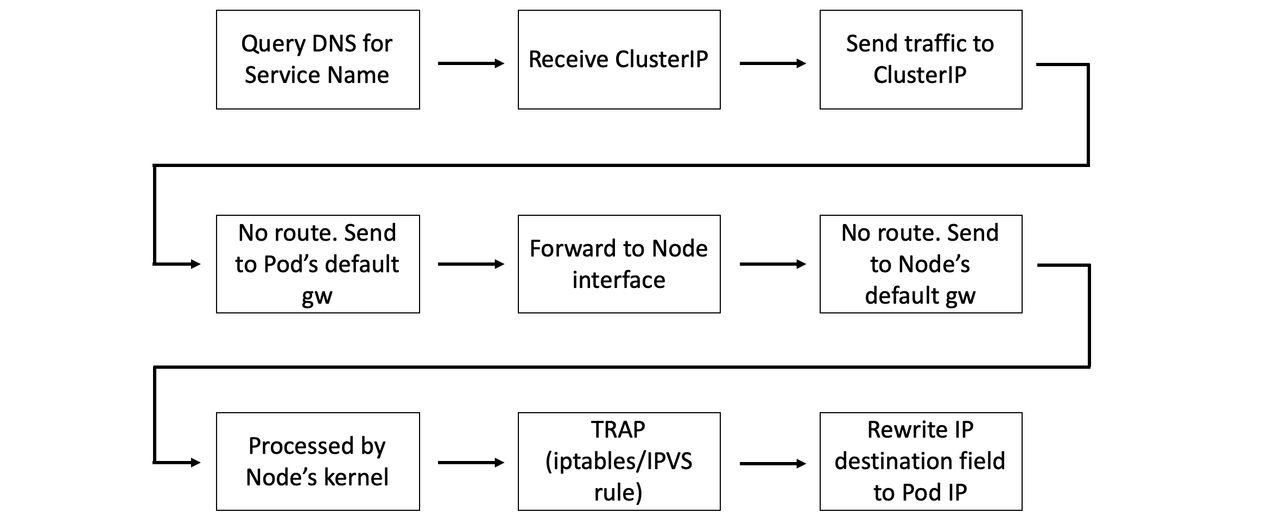 Query DNS for
Service Name
Receive ClusterIP
Send traffic to
ClusterIP
No route. Send
to Pod’s default
gw
Forward to Node
interface
No route. Send
to Node’s
default gw
Processed by
Node’s kernel
TRAP
(iptables/IPVS
rule)
Rewrite IP
destination field
to Pod IP